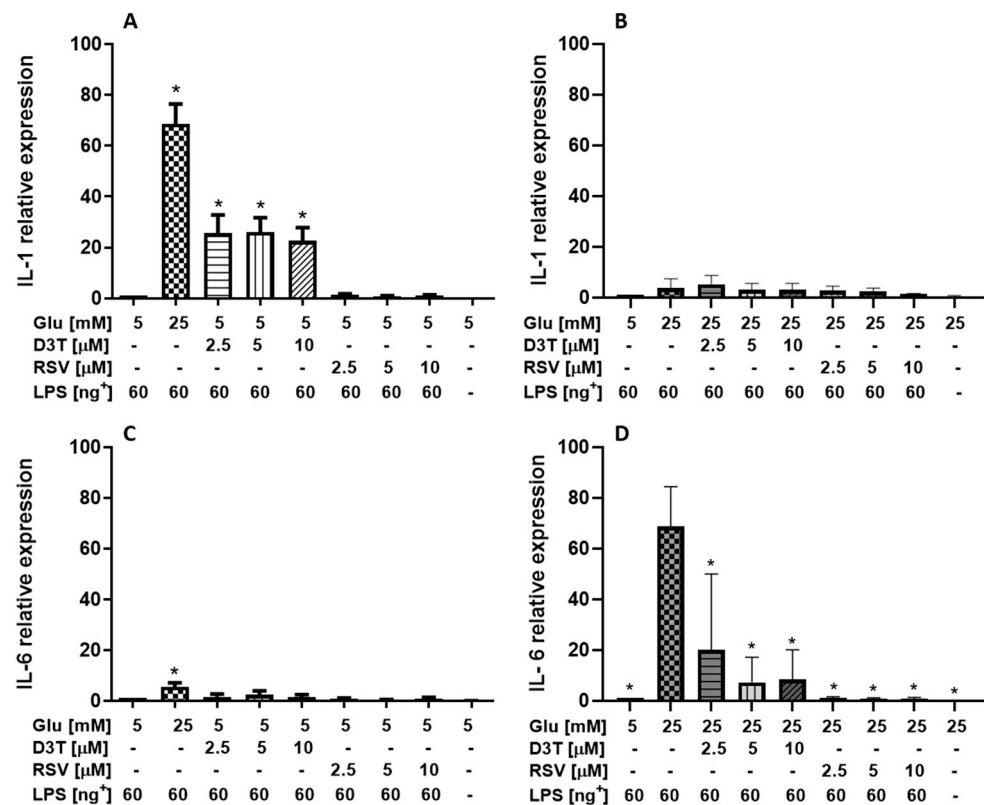 A
IL-1 relative expression
100
80
60
40
20
0
* * * *
Glu [mM] 5 25 5 5 5 5 5 5 5
D3T [μM] - - 2.5 5 10 - - - -
RSV [μM] - - - - - 2.5 5 10 -
LPS [ng⁺] 60 60 60 60 60 60 60 60 -
B
IL-1 relative expression
100
80
60
40
20
0
Glu [mM] 5 25 25 25 25 25 25 25 25
D3T [μM] - - 2.5 5 10 - - - -
RSV [μM] - - - - - 2.5 5 10 -
LPS [ng⁺] 60 60 60 60 60 60 60 60 -
C
IL-6 relative expression
100
80
60
40
20
0
*
Glu [mM] 5 25 5 5 5 5 5 5 5
D3T [μM] - - 2.5 5 10 - - - -
RSV [μM] - - - - - 2.5 5 10 -
LPS [ng⁺] 60 60 60 60 60 60 60 60 -
D
IL- 6 relative expression
100
80
60
40
20
0
* * * * * * * *
Glu [mM] 5 25 25 25 25 25 25 25 25
D3T [μM] - - 2.5 5 10 - - - -
RSV [μM] - - - - - 2.5 5 10 -
LPS [ng⁺] 60 60 60 60 60 60 60 60 -